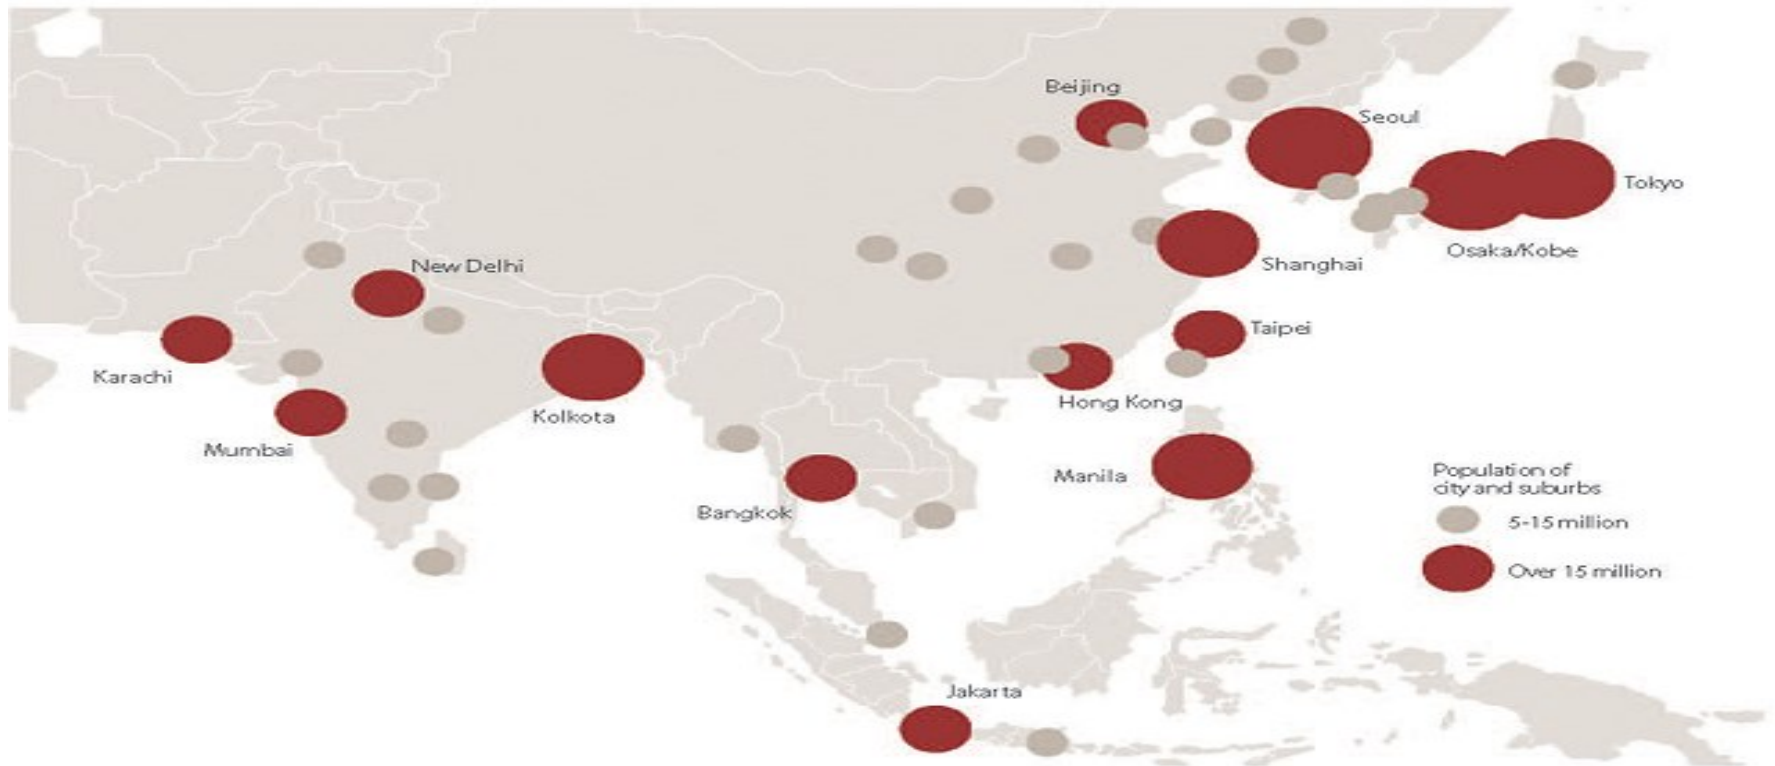 Beijing
Seoul
Tokyo
Osaka/Kobe
Shanghai
New Delhi
Taipei
Karachi
Hong Kong
Kolkota
Mumbai
Manila
Bangkok
Population of
city and suburbs
5-15 million
Over 15 million
Jakarta